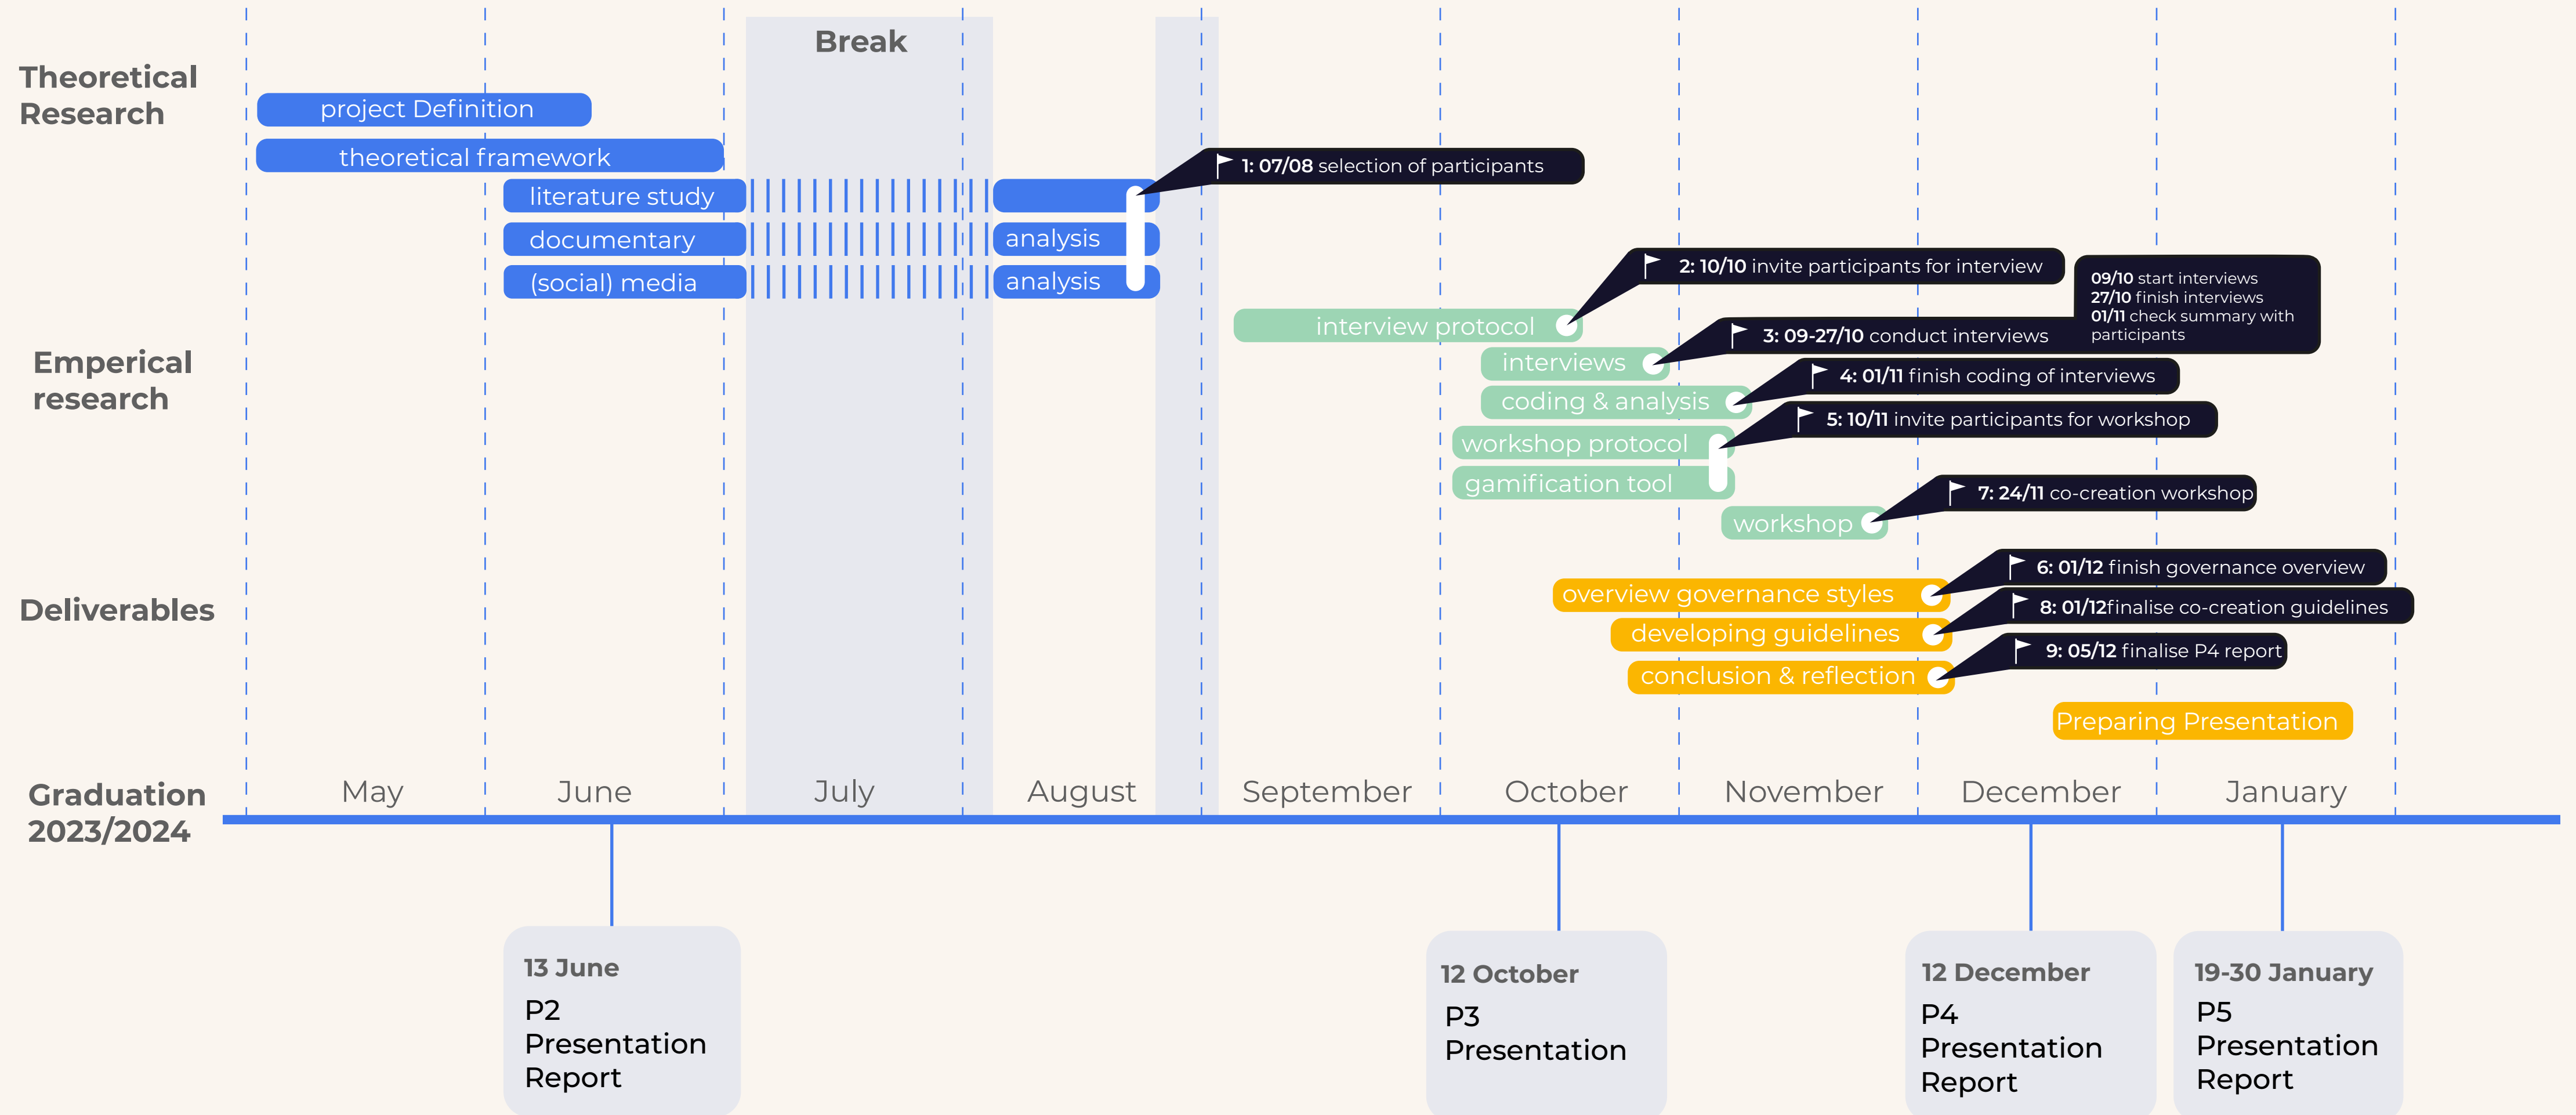 Break
Theoretical
Research
project Definition
theoretical framework
literature study
1: 07/08 selection of participants
documentary
analysis
(social) media
analysis
2: 10/10 invite participants for interview
09/10 start interviews
27/10 finish interviews
01/11 check summary with
participants
Emperical
research
interview protocol
3: 09-27/10 conduct interviews
interviews
4: 01/11 finish coding of interviews
coding & analysis
5: 10/11 invite participants for workshop
workshop protocol
gamification tool
7: 24/11 co-creation workshop
workshop
Deliverables
6: 01/12 finish governance overview
overview governance styles
8: 01/12finalise co-creation guidelines
developing guidelines
9: 05/12 finalise P4 report
conclusion & reflection
Preparing Presentation
Graduation
2023/2024
May
June
July
August
September
October
November
December
January
13 June
P2
Presentation
Report
12 October
P3
Presentation
12 December
P4
Presentation
Report
19-30 January
P5
Presentation
Report